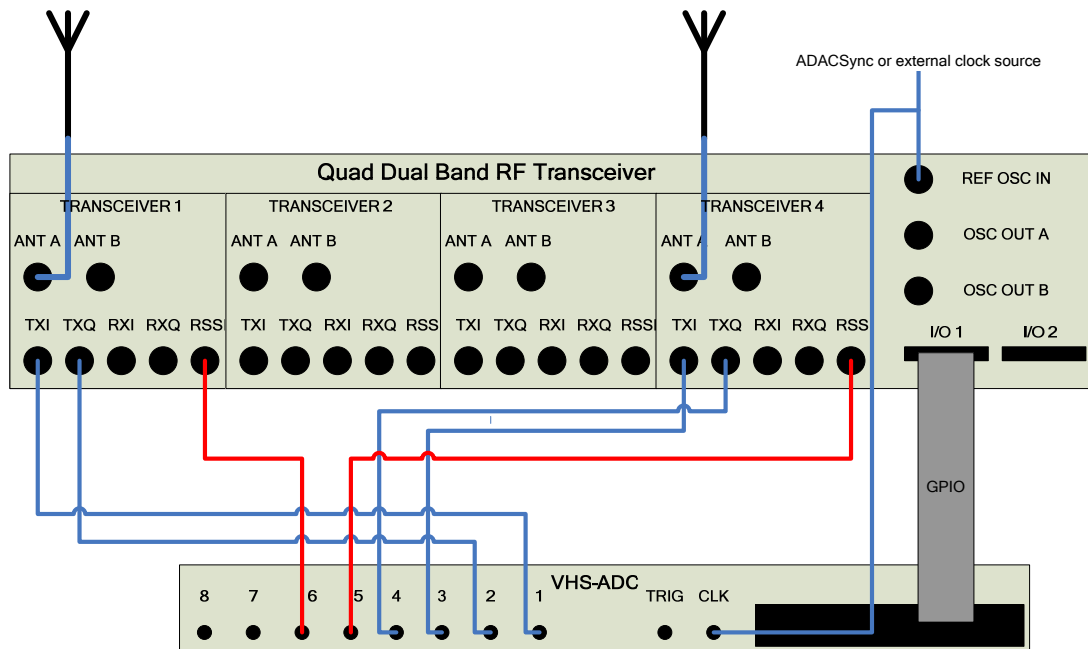 ADACSync or external clock source
Quad Dual Band RF Transceiver
TRANSCEIVER 1
TRANSCEIVER 2
TRANSCEIVER 3
TRANSCEIVER 4
REF OSC IN
OSC OUT A
OSC OUT B
ANT A ANT B
ANT A ANT B
ANT A ANT B
ANT A ANT B
TXI TXQ RXI RXQ RSSI
TXI TXQ RXI RXQ RSSI
TXI TXQ RXI RXQ RSSI
TXI TXQ RXI RXQ RSS
I/O 1 I/O 2
GPIO
VHS-ADC
8 7 6 5 4 3 2 1 TRIG CLK